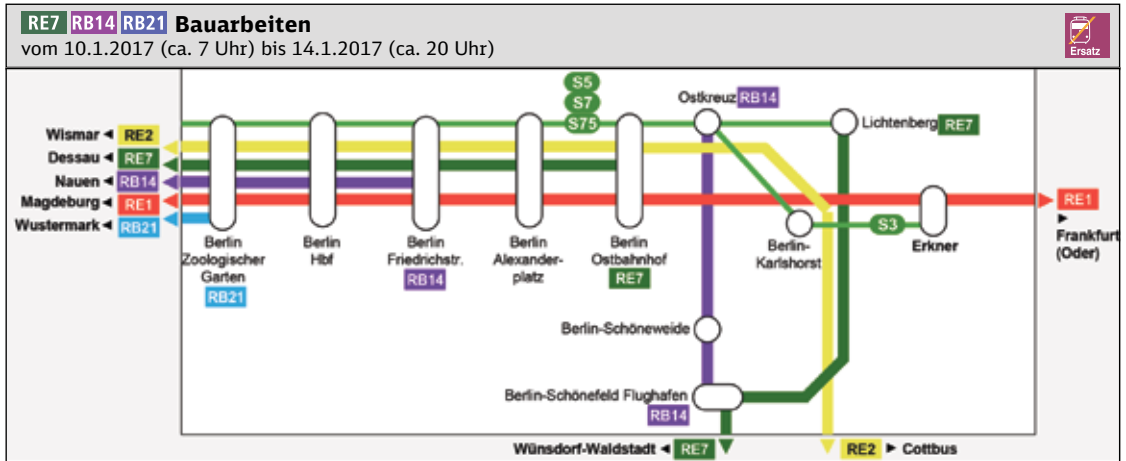 RE7 RB14 RB21 Bauarbeiten
vom 10.1.2017 (ca. 7 Uhr) bis 14.1.2017 (ca. 20 Uhr)
Ersatz
S5
S7
S75
Ostkreuz RB14
Lichtenberg RE7
Wismar ◄ RE2
Dessau ◄ RE7
Nauen ◄ RB14
Magdeburg ◄ RE1
Wustermark ◄ RB21
RE1
►
Frankfurt
(Oder)
Berlin
Zoologischer
Garten
RB21
Berlin
Hbf
Berlin
Friedrichstr.
RB14
Berlin
Alexander-
platz
Berlin
Ostbahnhof
RE7
Berlin-
Karlshorst
S3
Erkner
Berlin-Schöneweide
Berlin-Schönefeld Flughafen
RB14
Wünsdorf-Waldstadt ◄ RE7
RE2 ► Cottbus